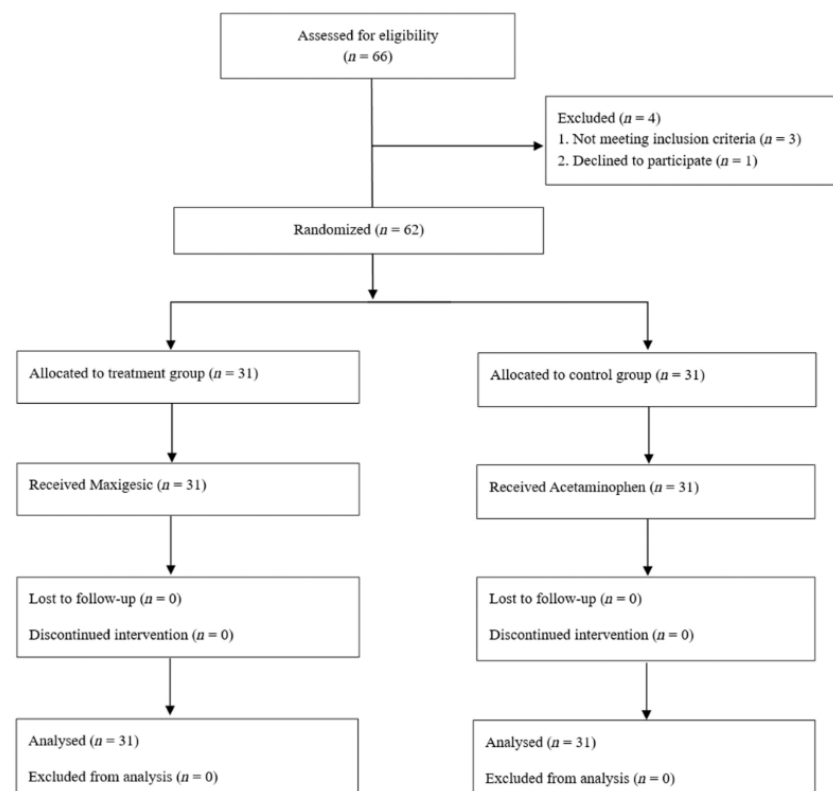 Assessed for eligibility
(n = 66)
Excluded (n = 4)
1. Not meeting inclusion criteria (n = 3)
2. Declined to participate (n = 1)
Randomized (n = 62)
Allocated to treatment group (n = 31)
Allocated to control group (n = 31)
Received Maxigesic (n = 31)
Received Acetaminophen (n = 31)
Lost to follow-up (n = 0)
Discontinued intervention (n = 0)
Lost to follow-up (n = 0)
Discontinued intervention (n = 0)
Analysed (n = 31)
Excluded from analysis (n = 0)
Analysed (n = 31)
Excluded from analysis (n = 0)